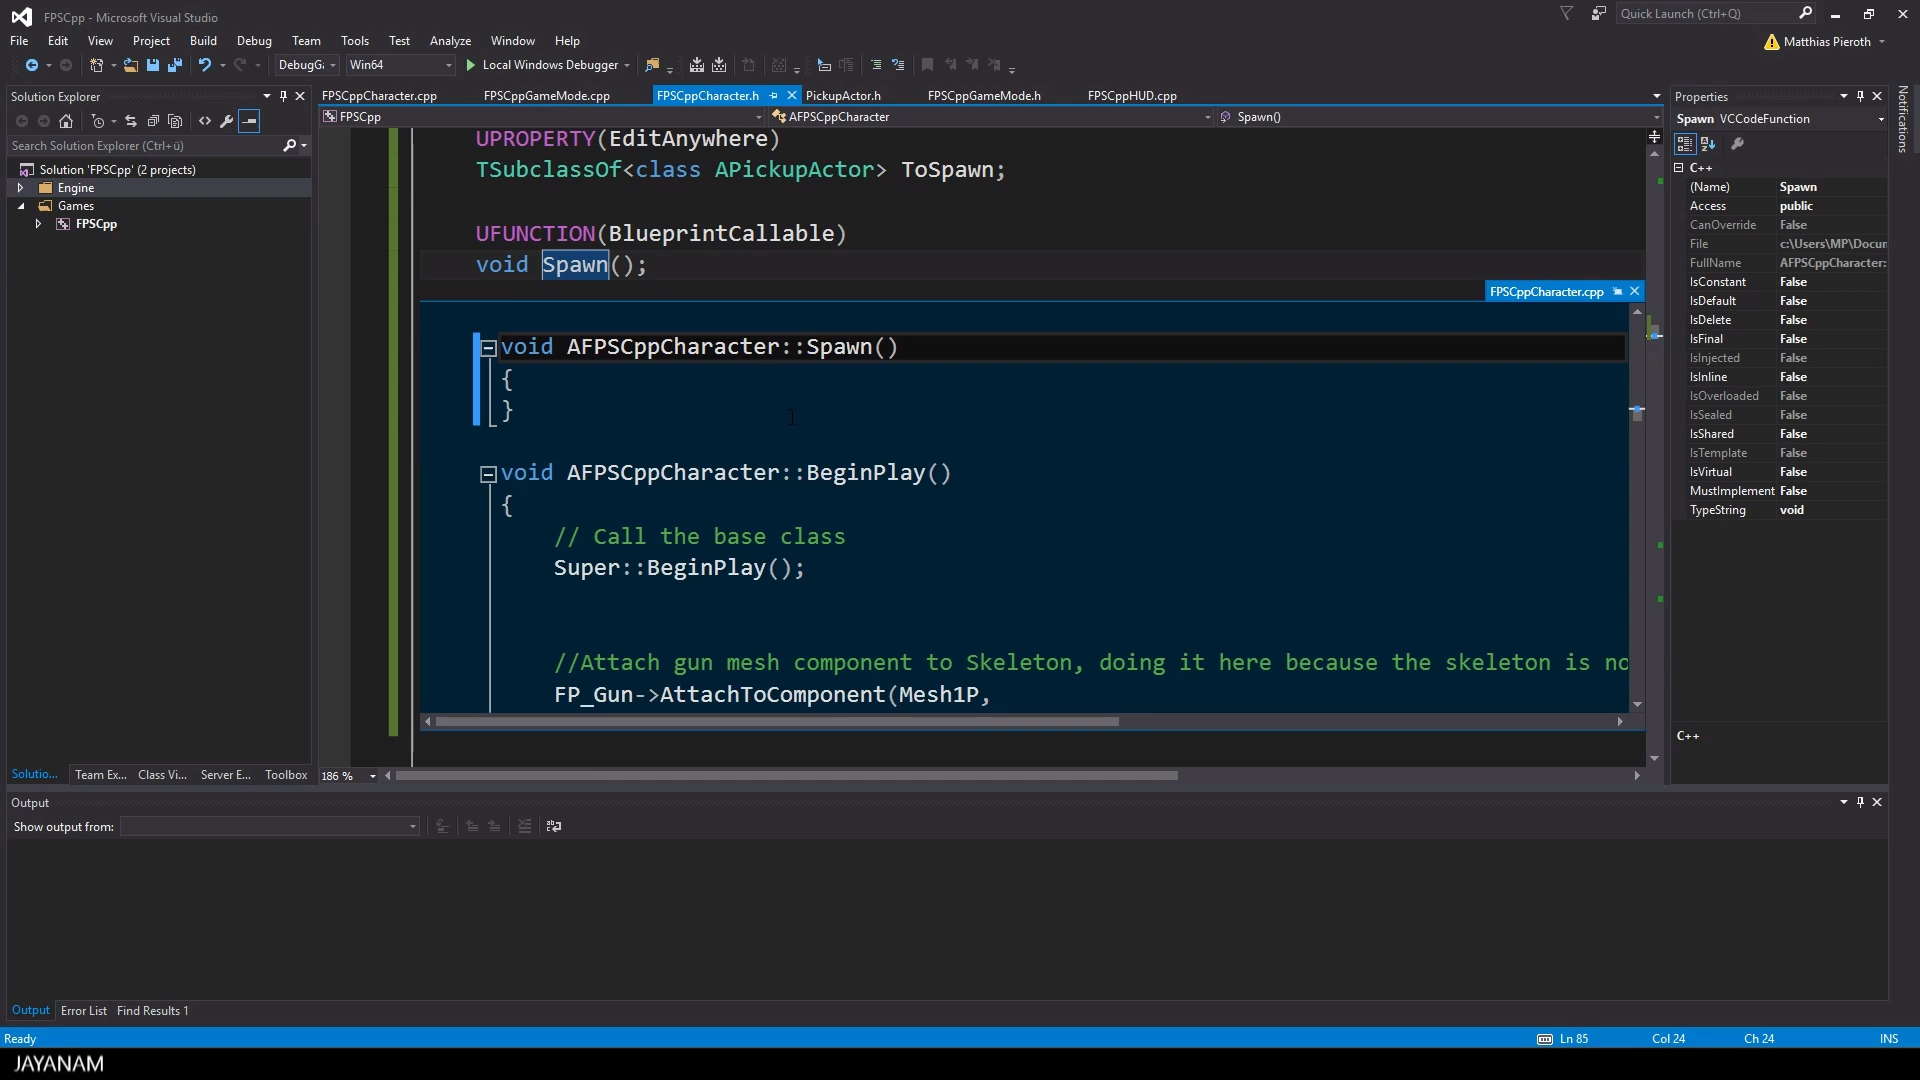 FPSCpp - Microsoft Visual Studio
Quick Launch (Ctrl+Q)
File Edit View Project Build Debug Team Tools Test Analyze Window Help
Matthias Pieroth
DebugG Win64 Local Windows Debugger
Solution Explorer
Search Solution Explorer (Ctrl+ü)
Solution 'FPSCpp' (2 projects)
Engine
Games
FPSCpp
Solutio... Team Ex... Class Vi... Server E... Toolbox
FPSCppCharacter.cpp FPSCppGameMode.cpp FPSCppCharacter.h PickupActor.h FPSCppGameMode.h FPSCppHUD.cpp
FPSCpp AFPSCppCharacter Spawn()
UPROPERTY(EditAnywhere)
TSubclassOf<class APickupActor> ToSpawn;
UFUNCTION(BlueprintCallable)
void Spawn();
FPSCppCharacter.cpp
void AFPSCppCharacter::Spawn()
{
}
void AFPSCppCharacter::BeginPlay()
{
// Call the base class
Super::BeginPlay();
//Attach gun mesh component to Skeleton, doing it here because the skeleton is no
FP_Gun->AttachToComponent(Mesh1P,
186 %
Properties
Spawn VCCodeFunction
C++
(Name) Spawn
Access public
CanOverride False
File c:\Users\MP\Docu
FullName AFPSCppCharacter:
IsConstant False
IsDefault False
IsDelete False
IsFinal False
IsInjected False
IsInline False
IsOverloaded False
IsSealed False
IsShared False
IsTemplate False
IsVirtual False
MustImplement False
TypeString void
C++
Notifications
Output
Show output from:
Output Error List Find Results 1
Ready Ln 85 Col 24 Ch 24 INS
JAYANAM